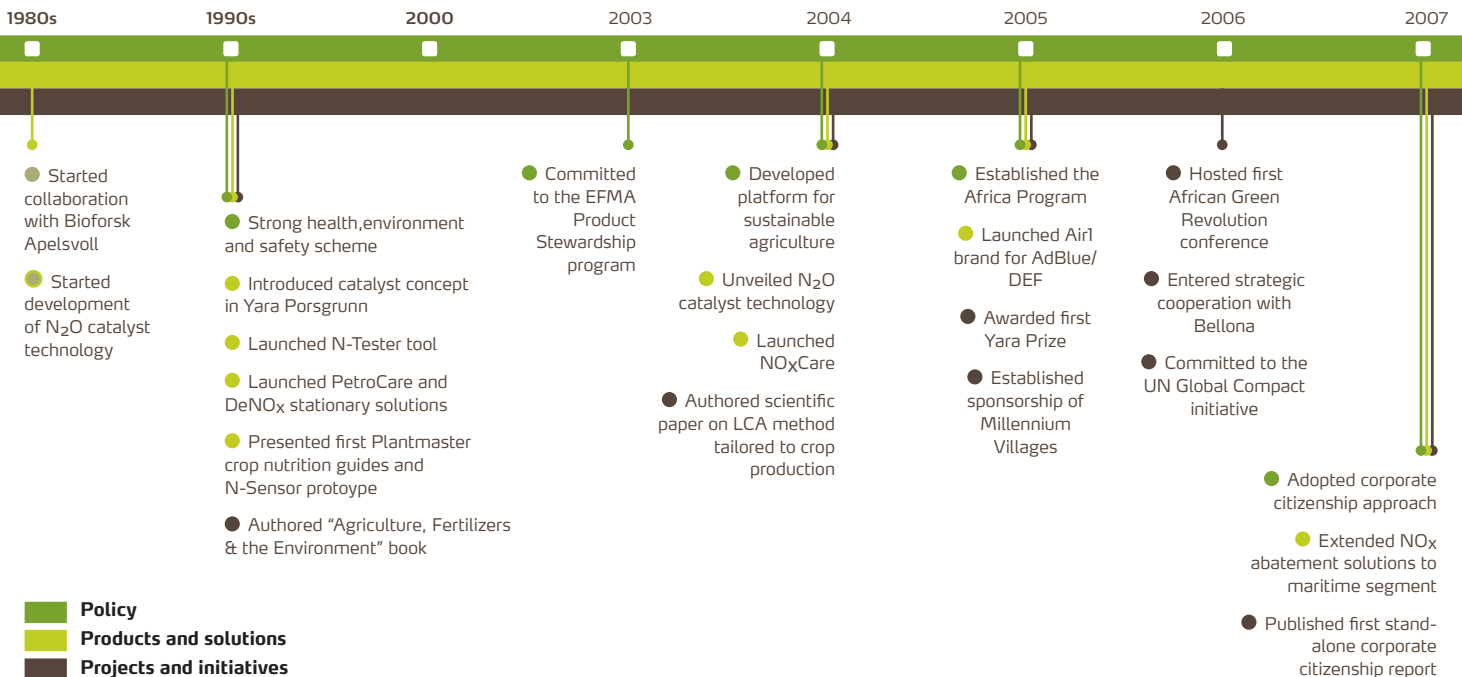 1980s
1990s
2000
2003
2004
2005
2006
2007
Started
collaboration
with Bioforsk
Apelsvoll
Started
development
of N₂O catalyst
technology
Strong health,environment
and safety scheme
Introduced catalyst concept
in Yara Porsgrunn
Launched N-Tester tool
Launched PetroCare and
DeNOx stationary solutions
Presented first Plantmaster
crop nutrition guides and
N-Sensor protoype
Authored “Agriculture, Fertilizers
& the Environment” book
Committed
to the EFMA
Product
Stewardship
program
Developed
platform for
sustainable
agriculture
Unveiled N₂O
catalyst technology
Launched
NOxCare
Authored scientific
paper on LCA method
tailored to crop
production
Established the
Africa Program
Launched Air1
brand for AdBlue/
DEF
Awarded first
Yara Prize
Established
sponsorship of
Millennium
Villages
Hosted first
African Green
Revolution
conference
Entered strategic
cooperation with
Bellona
Committed to the
UN Global Compact
initiative
Adopted corporate
citizenship approach
Extended NOx
abatement solutions to
maritime segment
Published first stand-
alone corporate
citizenship report
Policy
Products and solutions
Projects and initiatives